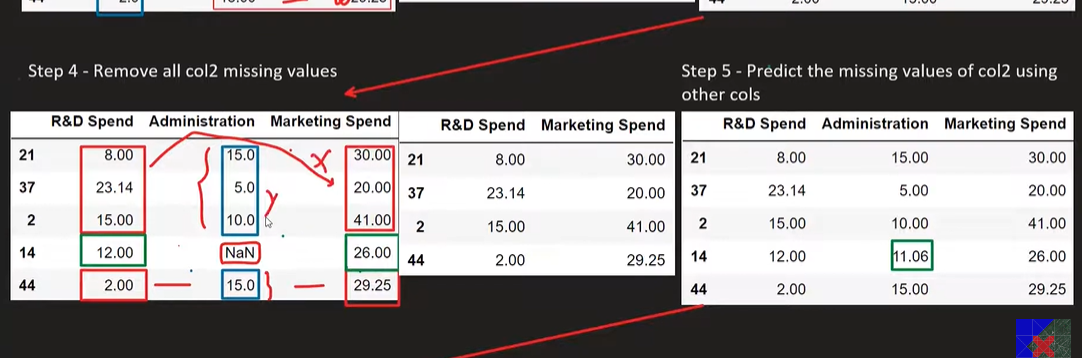 Step 4 - Remove all col2 missing values
R&D Spend Administration Marketing Spend
21 8.00 15.0 30.00
37 23.14 5.0 20.00
2 15.00 10.0 41.00
14 12.00 NaN 26.00
44 2.00 15.0 29.25
X
Y
R&D Spend Marketing Spend
21 8.00 30.00
37 23.14 20.00
2 15.00 41.00
44 2.00 29.25
Step 5 - Predict the missing values of col2 using
other cols
R&D Spend Administration Marketing Spend
21 8.00 15.00 30.00
37 23.14 5.00 20.00
2 15.00 10.00 41.00
14 12.00 11.06 26.00
44 2.00 15.00 29.25